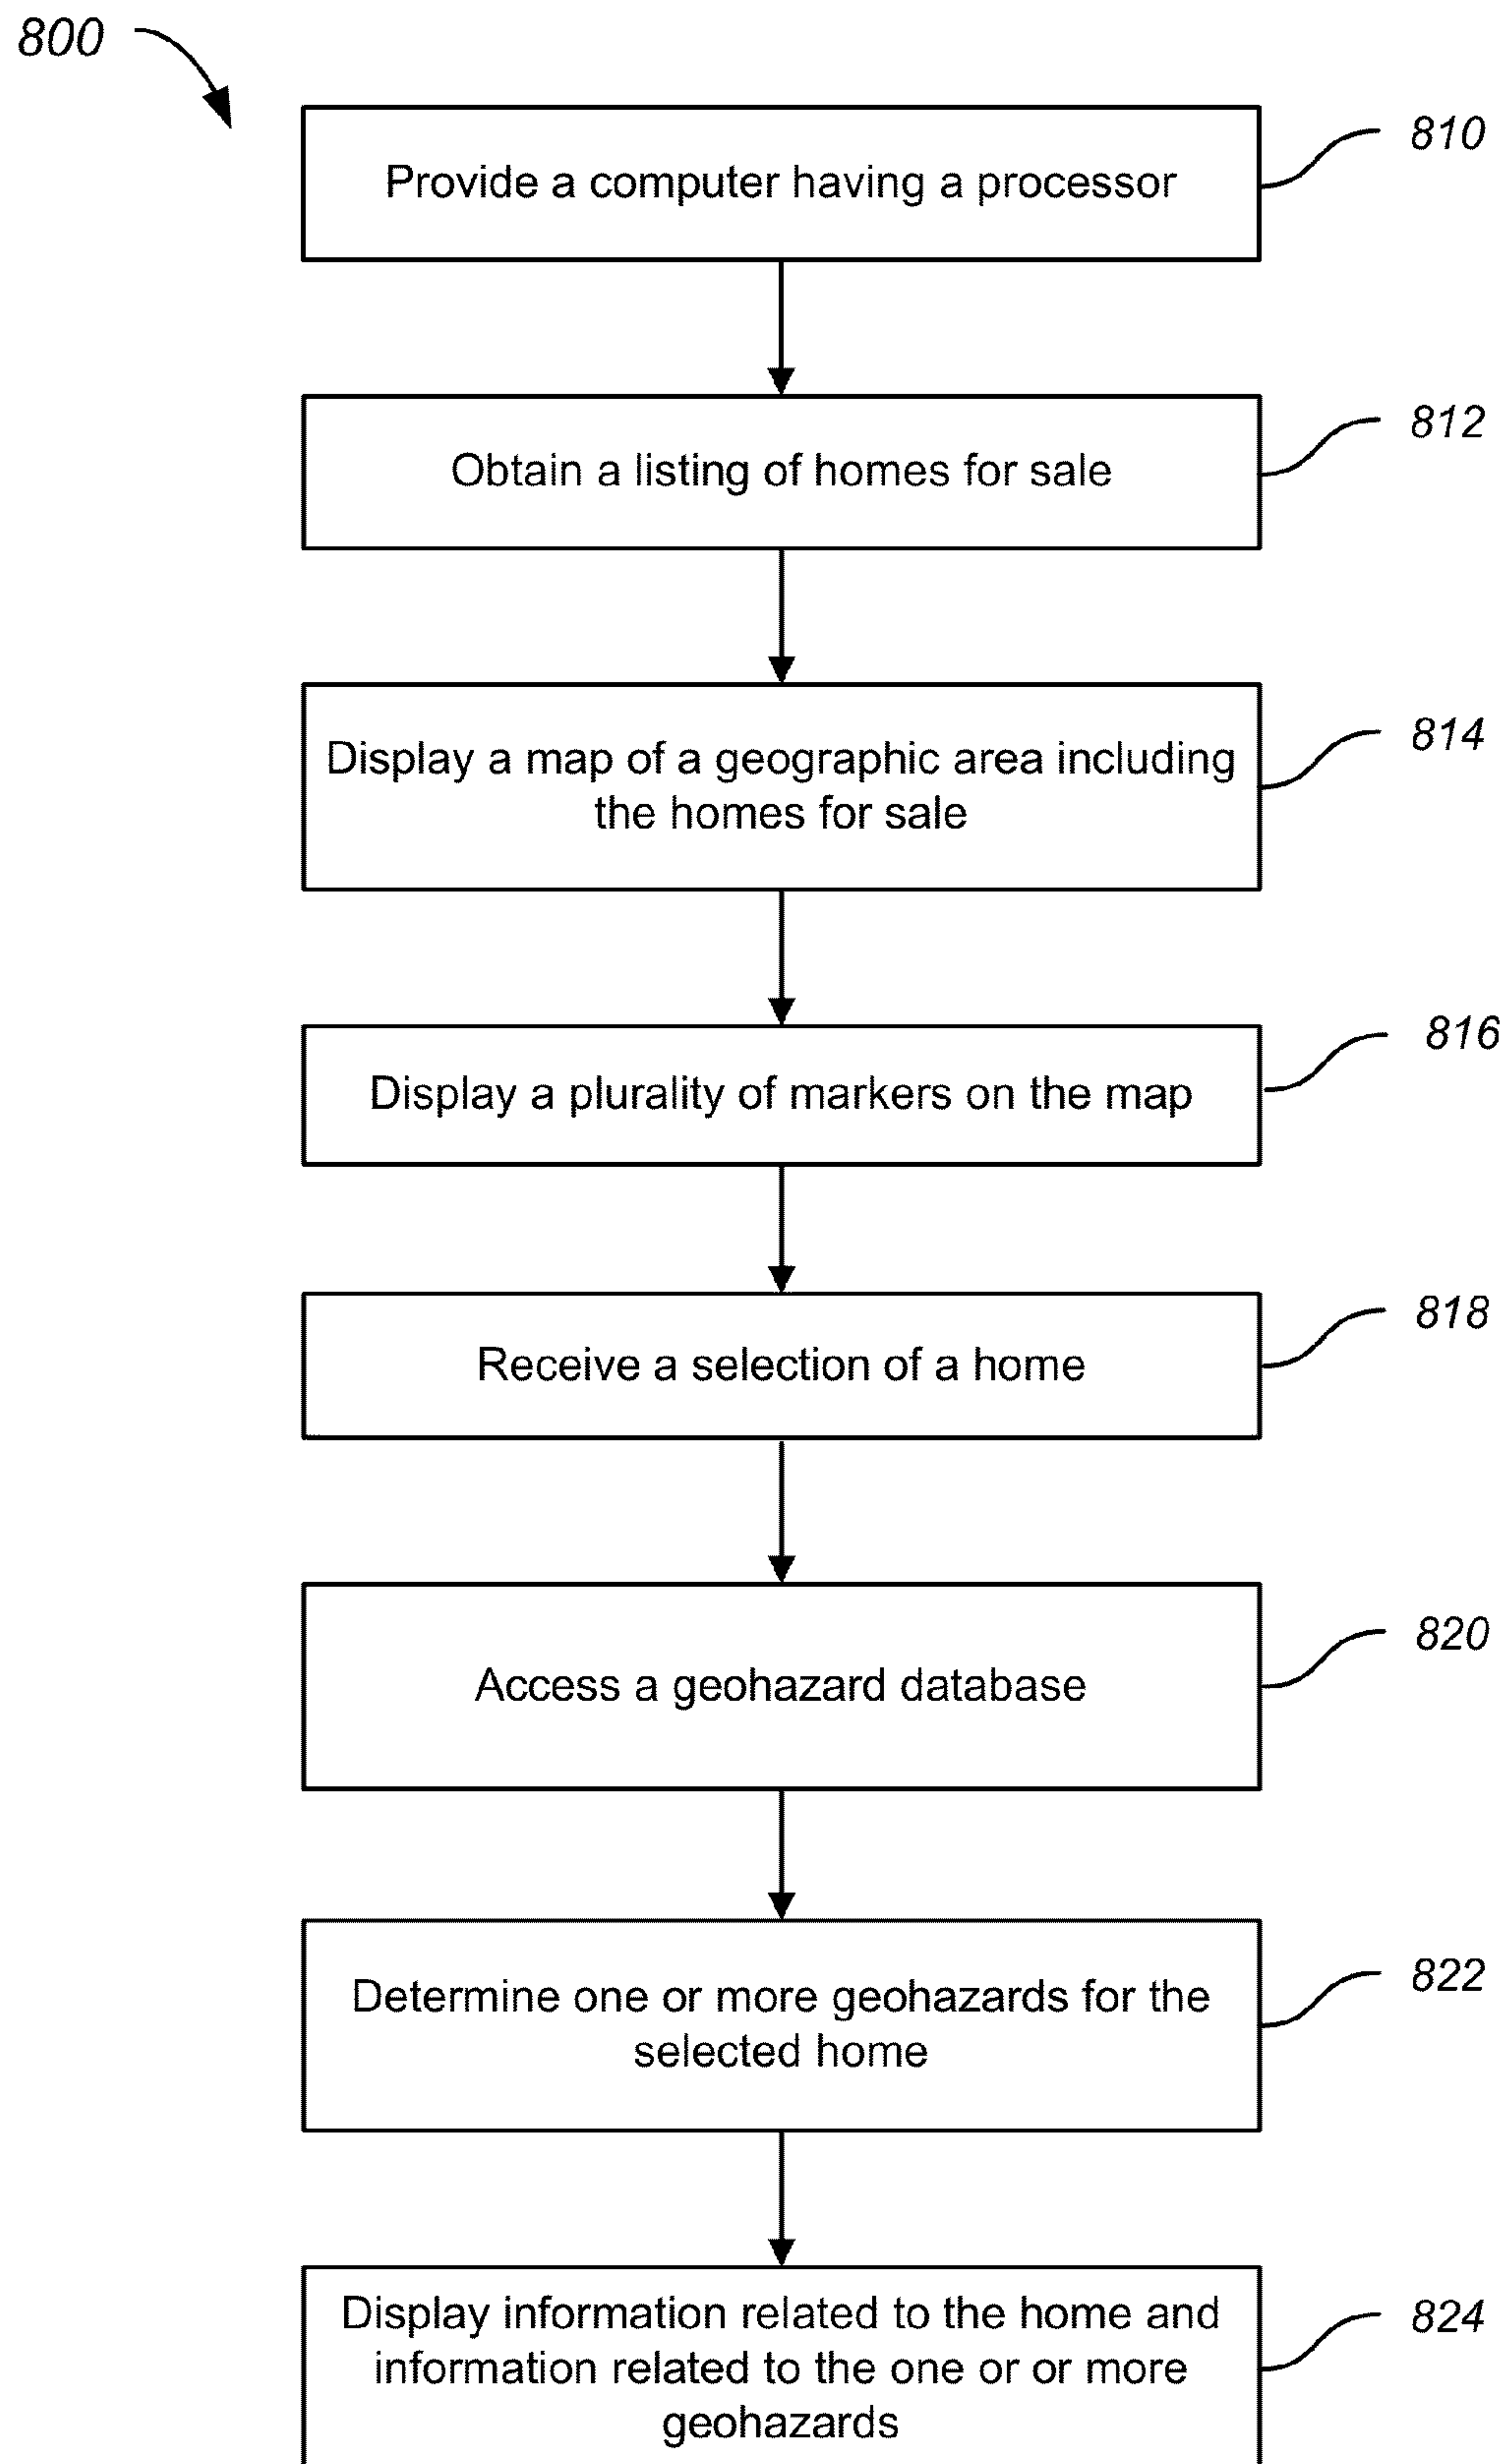 800
Provide a computer having a processor
810
Obtain a listing of homes for sale
812
Display a map of a geographic area including
the homes for sale
814
Display a plurality of markers on the map
816
Receive a selection of a home
818
Access a geohazard database
820
Determine one or more geohazards for the
selected home
822
Display information related to the home and
information related to the one or or more
geohazards
824